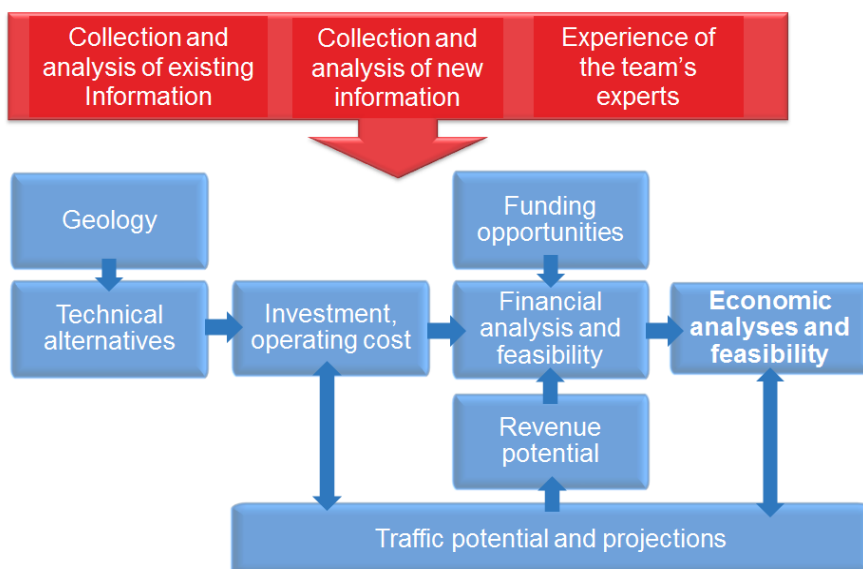 Collection and
analysis of existing
Information
Collection and
analysis of new
information
Experience of
the team's
experts
Geology
Funding
opportunities
Technical
alternatives
Investment,
operating cost
Financial
analysis and
feasibility
Economic
analyses and
feasibility
Revenue
potential
Traffic potential and projections